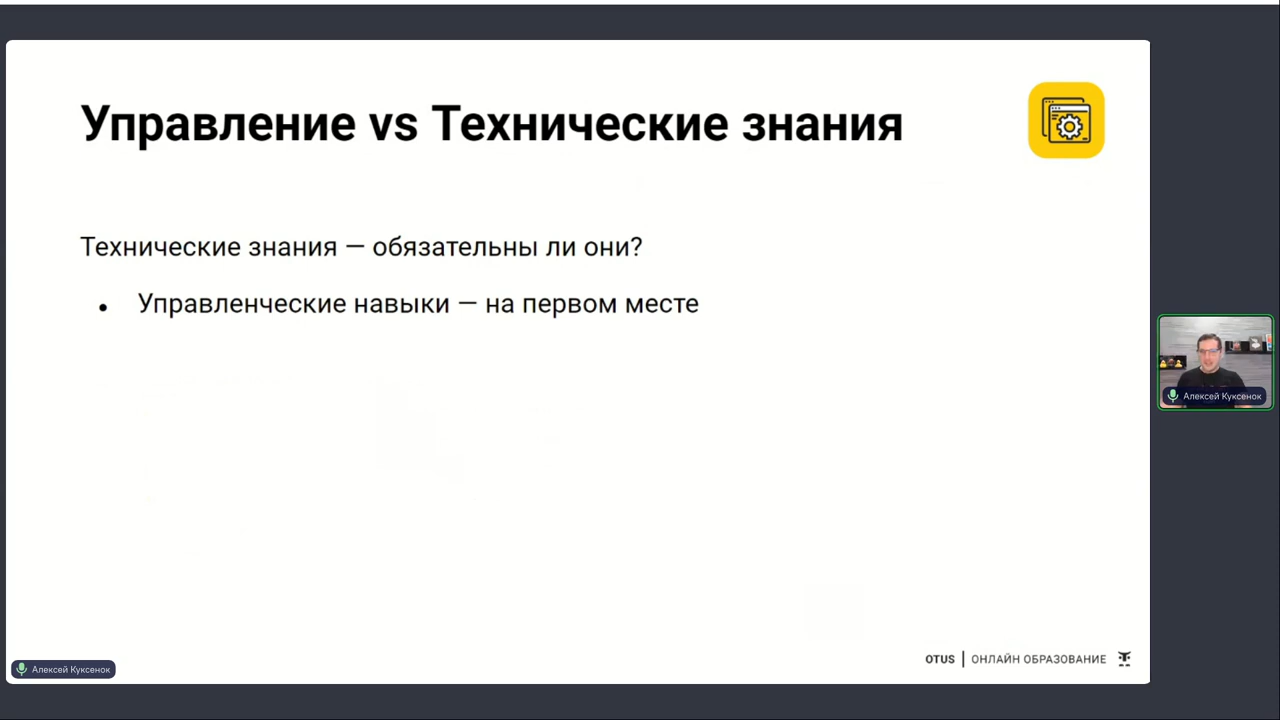 Управление vs Технические знания
Технические знания — обязательны ли они?
● Управленческие навыки — на первом месте
Алексей Куксенок
Алексей Куксенок
OTUS | ОНЛАЙН ОБРАЗОВАНИЕ